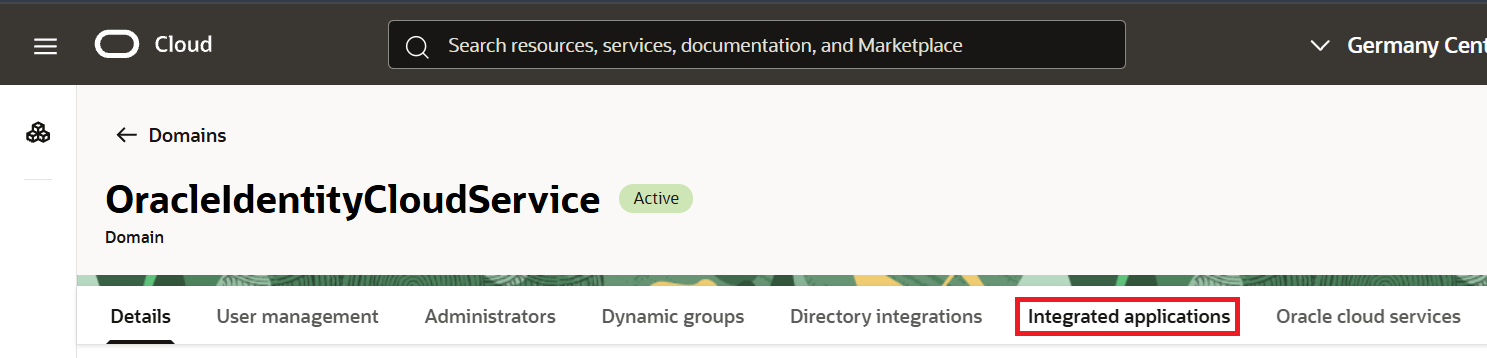 Cloud
Search resources, services, documentation, and Marketplace
Germany Cent
Domains
OracleIdentityCloudService
Active
Domain
Details
User management
Administrators
Dynamic groups
Directory integrations
Integrated applications
Oracle cloud services